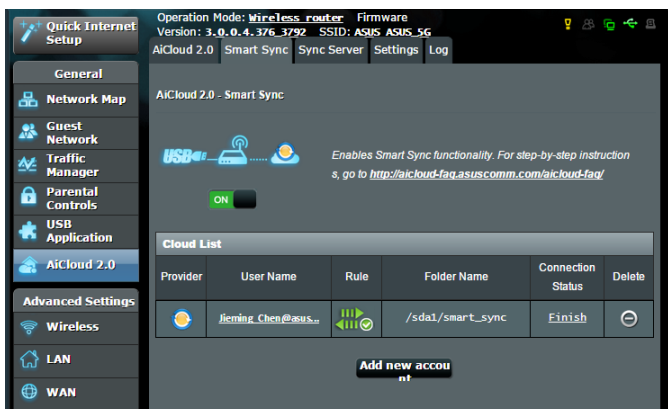 Quick Internet
Setup
General
Network Map
Guest
Network
Traffic
Manager
Parental
Controls
USB
Application
AiCloud 2.0
Advanced Settings
Wireless
LAN
WAN
Operation Mode: Wireless router Firmware
Version: 3.0.0.4.376_3792 SSID: ASUS ASUS_5G
AiCloud 2.0 Smart Sync Sync Server Settings Log
AiCloud 2.0 - Smart Sync
USB
Enables Smart Sync functionality. For step-by-step instruction
s, go to http://aicloud-faq.asuscomm.com/aicloud-faq/
ON
Cloud List
Provider User Name Rule Folder Name Connection Status Delete
Jieming_Chen@asus... /sda1/smart_sync Finish
Add new accou
nt